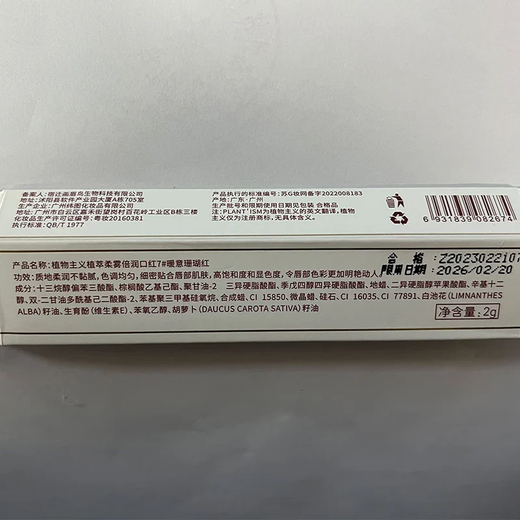 备案人：宿迁画眉鸟生物科技有限公司
地址：沭阳县软件产业园大厦A栋705室
生产企业：广州纬图化妆品有限公司
地址：广州市白云区嘉禾街望岗村百花岭工业区B栋三楼
化妆品生产许可证编号：粤妆20160381
执行标准：QB/T 1977
产品执行的标准编号：苏G妆网备字2022008183
产地：广东·广州
生产批号和限期使用日期见包装 合格品
注：PLANT'ISM为植物主义的英文翻译，植物
主义仅为注册商标，无具体含义。
6 931839 082674
产品名称：植物主义植萃柔雾倍润口红7#暖意珊瑚红
功效：质地柔润不黏腻，色调均匀，细密贴合唇部肌肤，高饱和度和显色度，令唇部色彩更加明艳动人
成分：十三烷醇偏苯三酸酯、棕榈酸乙基己酯、聚甘油-2 三异硬脂酸酯、季戊四醇四异硬脂酸酯、地蜡、二异硬脂醇苹果酸酯、辛基十二
醇、双-二甘油多酰基己二酸酯-2、苯基聚三甲基硅氧烷、合成蜡、CI 15850、微晶蜡、硅石、CI 16035、CI 77891、白池花 (LIMNANTHES
ALBA) 籽油、生育酚(维生素E)、苯氧乙醇、胡萝卜 (DAUCUS CAROTA SATIVA) 籽油
合 格 Z2023022107
限用日期 2026/02/20
净含量：2g